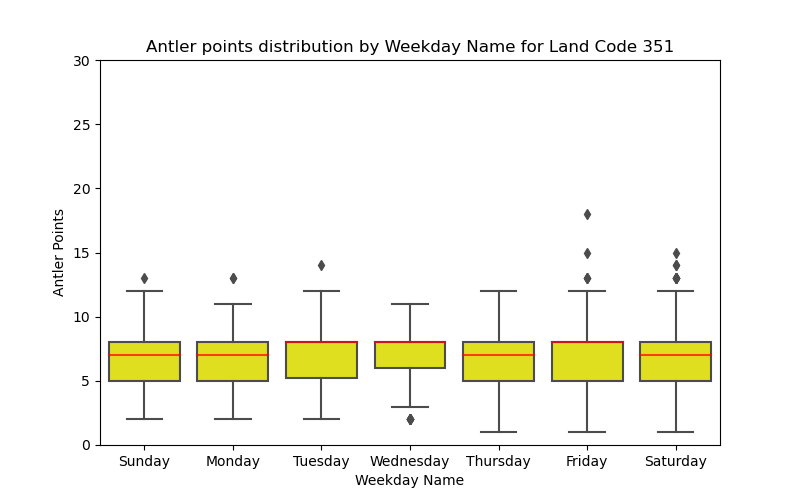 Antler points distribution by Weekday Name for Land Code 351
30
25
20
15
10
5
0
Antler Points
Sunday Monday Tuesday Wednesday Thursday Friday Saturday
Weekday Name